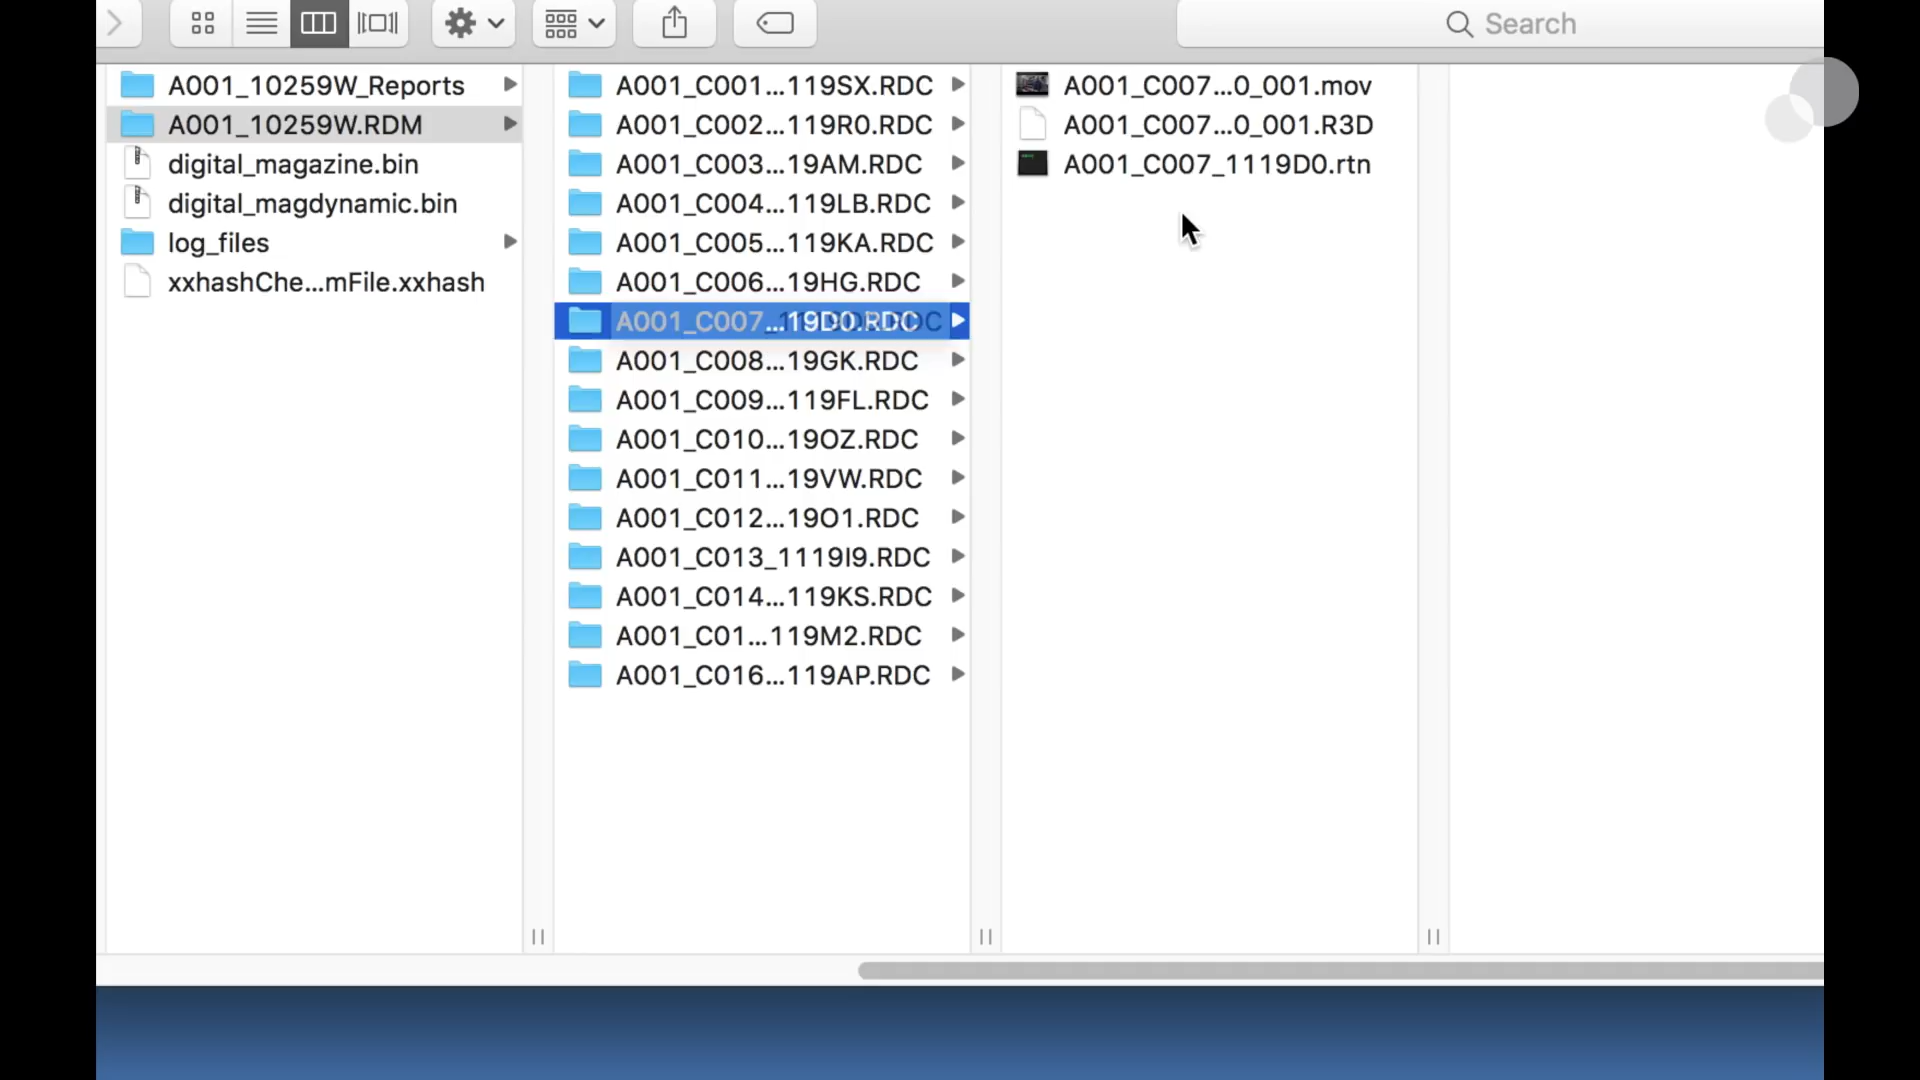 Search
A001_10259W_Reports
A001_10259W.RDM
digital_magazine.bin
digital_magdynamic.bin
log_files
xxhashChe...mFile.xxhash
A001_C001...119SX.RDC
A001_C002...119R0.RDC
A001_C003...19AM.RDC
A001_C004...119LB.RDC
A001_C005...119KA.RDC
A001_C006...19HG.RDC
A001_C007...19D0.RDC
A001_C008...19GK.RDC
A001_C009...119FL.RDC
A001_C010...19OZ.RDC
A001_C011...19VW.RDC
A001_C012...19O1.RDC
A001_C013_1119I9.RDC
A001_C014...119KS.RDC
A001_C01...119M2.RDC
A001_C016...119AP.RDC
A001_C007...0_001.mov
A001_C007...0_001.R3D
A001_C007_1119D0.rtn